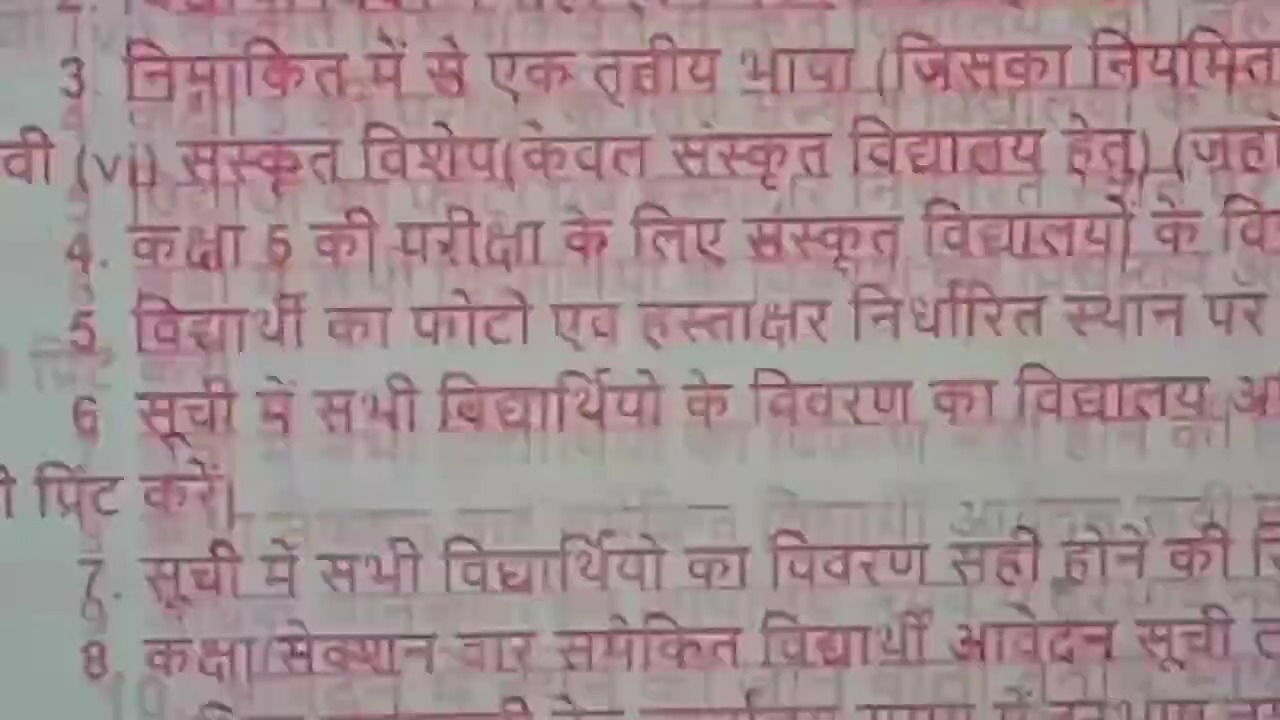 3. निम्नांकित में से एक तृतीय भाषा (जिसका नियमित
वी (vii) संस्कृत विशेष(केवल संस्कृत विद्यालय हेतु) (जहां
4. कक्षा 5 की परीक्षा के लिए संस्कृत विद्यालयों के
5 विद्यार्थी का फोटो एवं हस्ताक्षर निर्धारित स्थान पर
6 सूची में सभी विद्यार्थियो के विवरण का विद्यालय
प्रिंट करें।
7. सूची में सभी विद्यार्थियो का विवरण सही होने की
8. कक्षा/सेक्शन वार समेकित विद्यार्थी आवेदन सूची